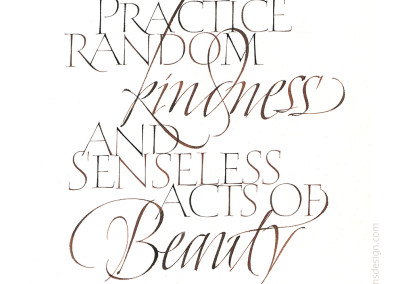 PRACTICE
RANDOM
kindness
AND
SENSELESS
ACTS OF
Beauty
nsdesign.com